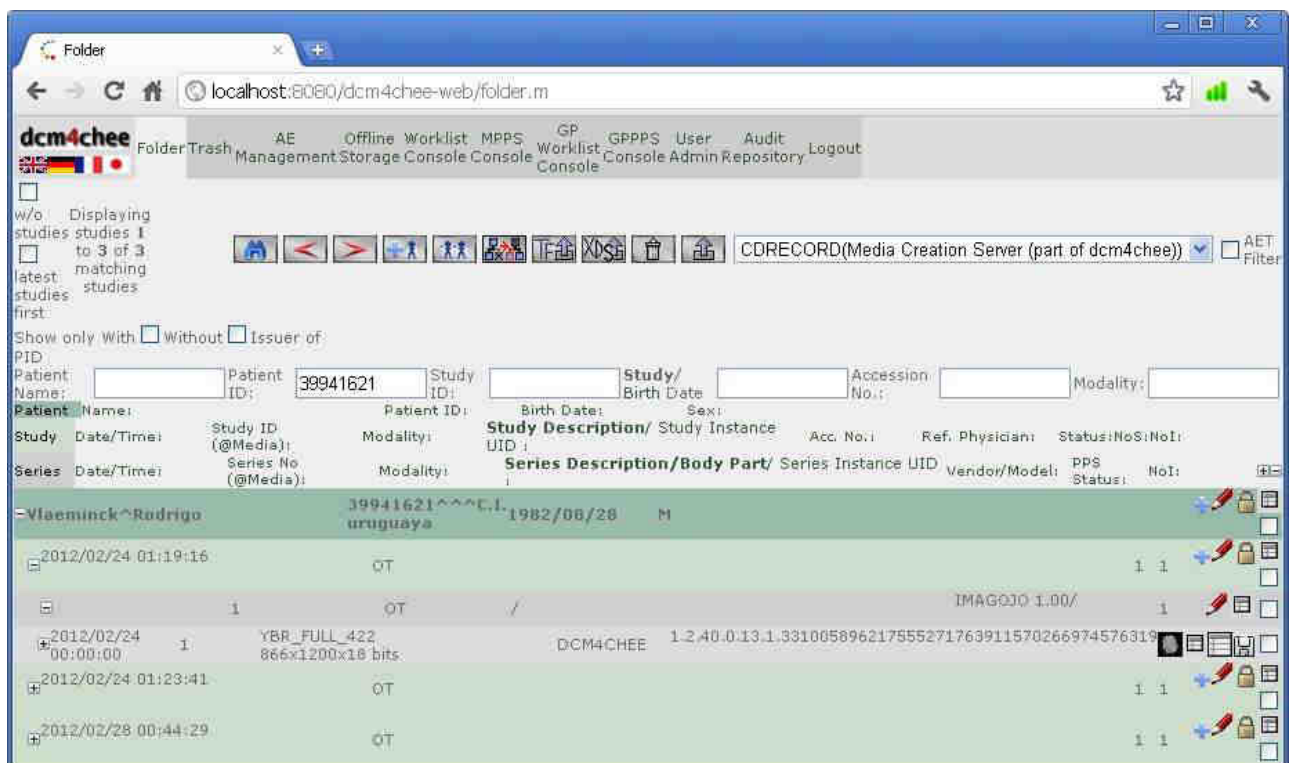 Folder
localhost:8080/dcm4chee-web/folder.m
dcm4chee
Folder Trash AE Management Offline Storage Worklist Console MPPS Console GP Worklist Console GPPPS Console User Admin Audit Repository Logout
w/o studies
latest studies first
Displaying studies 1 to 3 of 3 matching studies
CDRECORD(Media Creation Server (part of dcm4chee))
AET Filter
Show only With Without Issuer of PID
Patient Name: Patient ID: 39941621 Study ID: Study/ Birth Date Accession No.: Modality:
Patient Name: Patient ID: Birth Date: Sex:
Study Date/Time: Study ID (@Media): Modality: Study Description/ Study Instance UID : Acc. No.: Ref. Physician: Status: NoS: NoI:
Series Date/Time: Series No (@Media): Modality: Series Description/Body Part/ Series Instance UID : Vendor/Model: PPS Status: NoI:
Vlaeminck^Rodrigo 39941621^^^C.I. uruguaya 1982/08/28 M
2012/02/24 01:19:16 OT 1 1
1 OT / IMAGOJO 1.00/ 1
2012/02/24 00:00:00 1 YBR_FULL_422 866x1200x18 bits DCM4CHEE
2012/02/24 01:23:41 OT 1 1
2012/02/28 00:44:29 OT 1 1